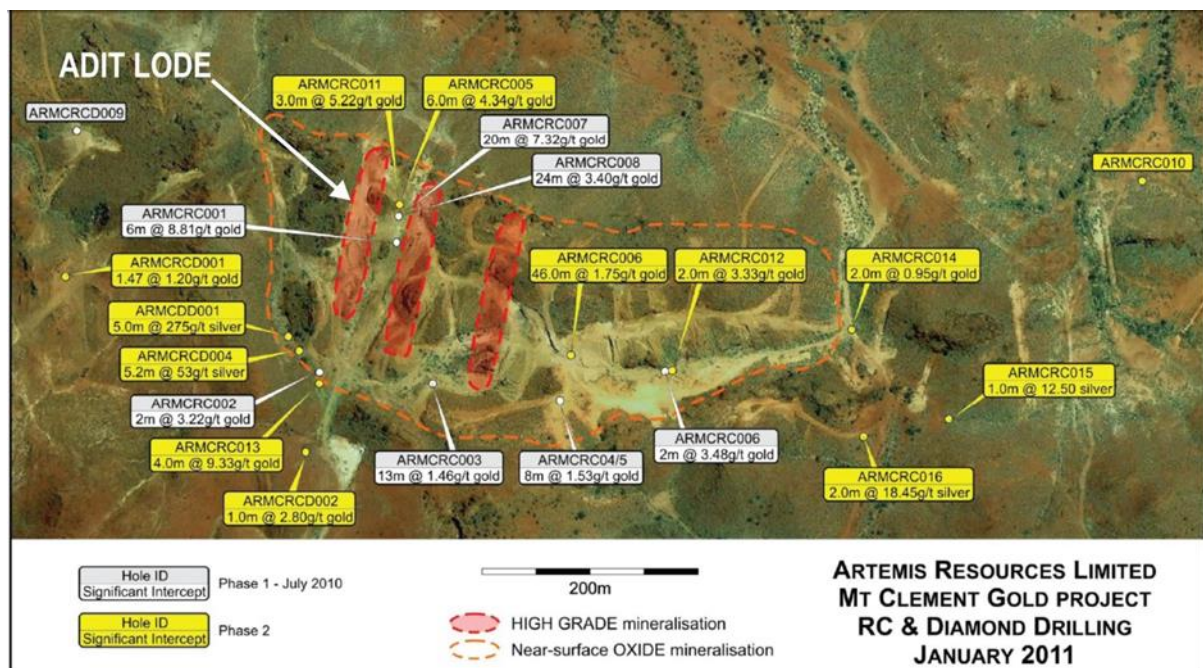 ADIT LODE
ARMCRCD009
ARMCRC011
3.0m @ 5.22g/t gold
ARMCRC005
6.0m @ 4.34g/t gold
ARMCRC007
20m @ 7.32g/t gold
ARMCRC008
24m @ 3.40g/t gold
ARMCRC010
ARMCRC001
6m @ 8.81g/t gold
ARMCRCD001
1.47 @ 1.20g/t gold
ARMCRC006
46.0m @ 1.75g/t gold
ARMCRC012
2.0m @ 3.33g/t gold
ARMCRC014
2.0m @ 0.95g/t gold
ARMCDD001
5.0m @ 275g/t silver
ARMCRCD004
5.2m @ 53g/t silver
ARMCRC002
2m @ 3.22g/t gold
ARMCRC015
1.0m @ 12.50 silver
ARMCRC013
4.0m @ 9.33g/t gold
ARMCRC003
13m @ 1.46g/t gold
ARMCRC04/5
8m @ 1.53g/t gold
ARMCRC006
2m @ 3.48g/t gold
ARMCRC016
2.0m @ 18.45g/t silver
ARMCRCD002
1.0m @ 2.80g/t gold
Hole ID
Significant Intercept
Phase 1 - July 2010
Hole ID
Significant Intercept
Phase 2
200m
HIGH GRADE mineralisation
Near-surface OXIDE mineralisation
ARTEMIS RESOURCES LIMITED
MT CLEMENT GOLD PROJECT
RC & DIAMOND DRILLING
JANUARY 2011